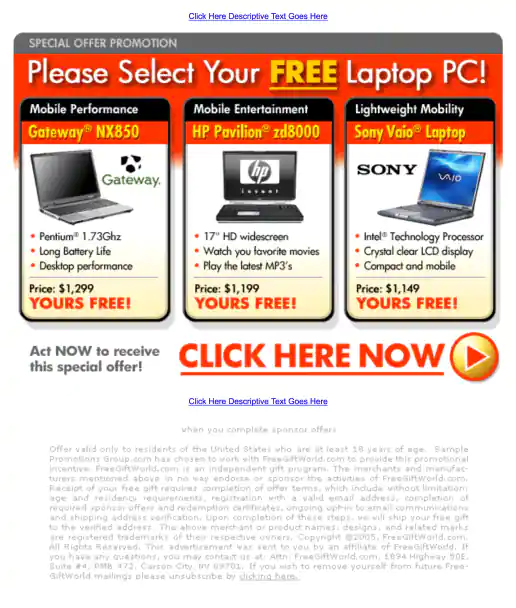 Click Here Descriptive Text Goes Here
SPECIAL OFFER PROMOTION
Please Select Your FREE Laptop PC!
Mobile Performance
Gateway® NX850
Gateway.
• Pentium® 1.73Ghz
• Long Battery Life
• Desktop performance
Price: $1,299
YOURS FREE!
Mobile Entertainment
HP Pavilion® zd8000
hp
invent
• 17" HD widescreen
• Watch you favorite movies
• Play the latest MP3's
Price: $1,199
YOURS FREE!
Lightweight Mobility
Sony Vaio® Laptop
SONY
VAIO
• Intel® Technology Processor
• Crystal clear LCD display
• Compact and mobile
Price: $1,149
YOURS FREE!
Act NOW to receive
this special offer!
CLICK HERE NOW
Click Here Descriptive Text Goes Here
when you complete sponsor offers
Offer valid only to residents of the United States who are at least 18 years of age. Sample
Promotions Group.com has chosen to work with FreeGiftWorld.com to provide this promotional
incentive. FreeGiftWorld.com is an independent gift program. The merchants and manufac-
turers mentioned above in no way endorse or sponsor the activities of FreeGiftWorld.com.
Receipt of your free gift requires completion of offer terms, which include without limitation:
age and residency requirements, registration with a valid email address, completion of
required sponsor offers and redemption certificates, ongoing opt-in to email communications
and shipping address verification. Upon completion of these steps, we will ship your free gift
to the verified address. The above merchant or product names, designs, and related marks
are registered trademarks of their respective owners. Copyright @2005, FreeGiftWorld.com.
All Rights Reserved. This advertisement was sent to you by an affiliate of FreeGiftWorld. If
you have any questions, you may contact us at: Attn: FreeGiftWorld.com, 1894 Highway 50E,
Suite #4, PMB 472, Carson City, NV 89701. If you wish to remove yourself from future Free-
GiftWorld mailings please unsubscribe by clicking here.